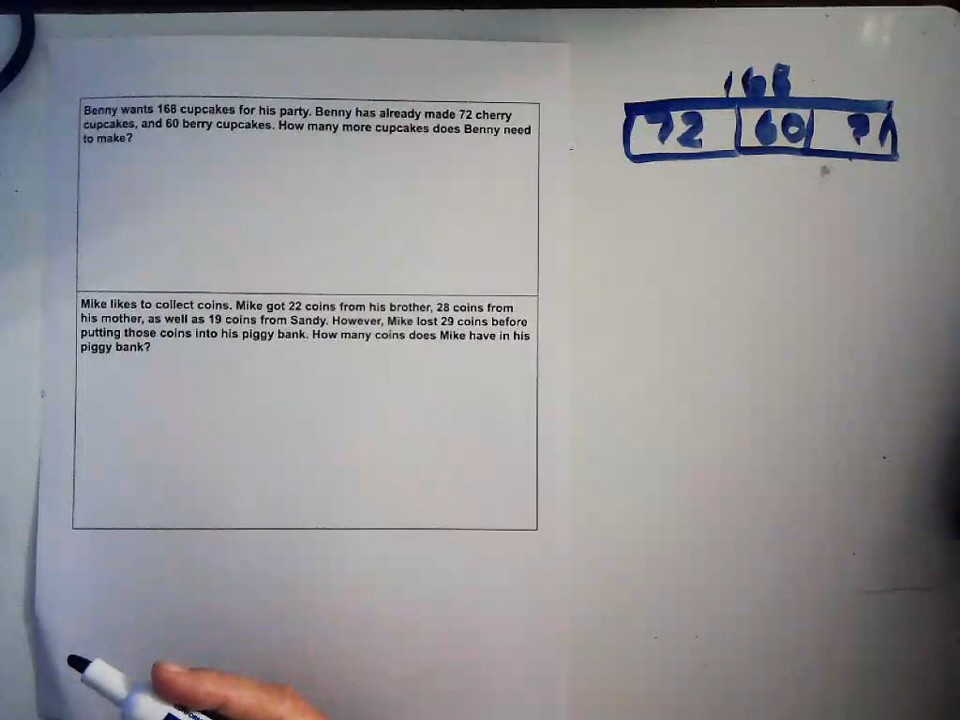 Benny wants 168 cupcakes for his party. Benny has already made 72 cherry
cupcakes, and 60 berry cupcakes. How many more cupcakes does Benny need
to make?
Mike likes to collect coins. Mike got 22 coins from his brother, 28 coins from
his mother, as well as 19 coins from Sandy. However, Mike lost 29 coins before
putting those coins into his piggy bank. How many coins does Mike have in his
piggy bank?
168
72 60 ?